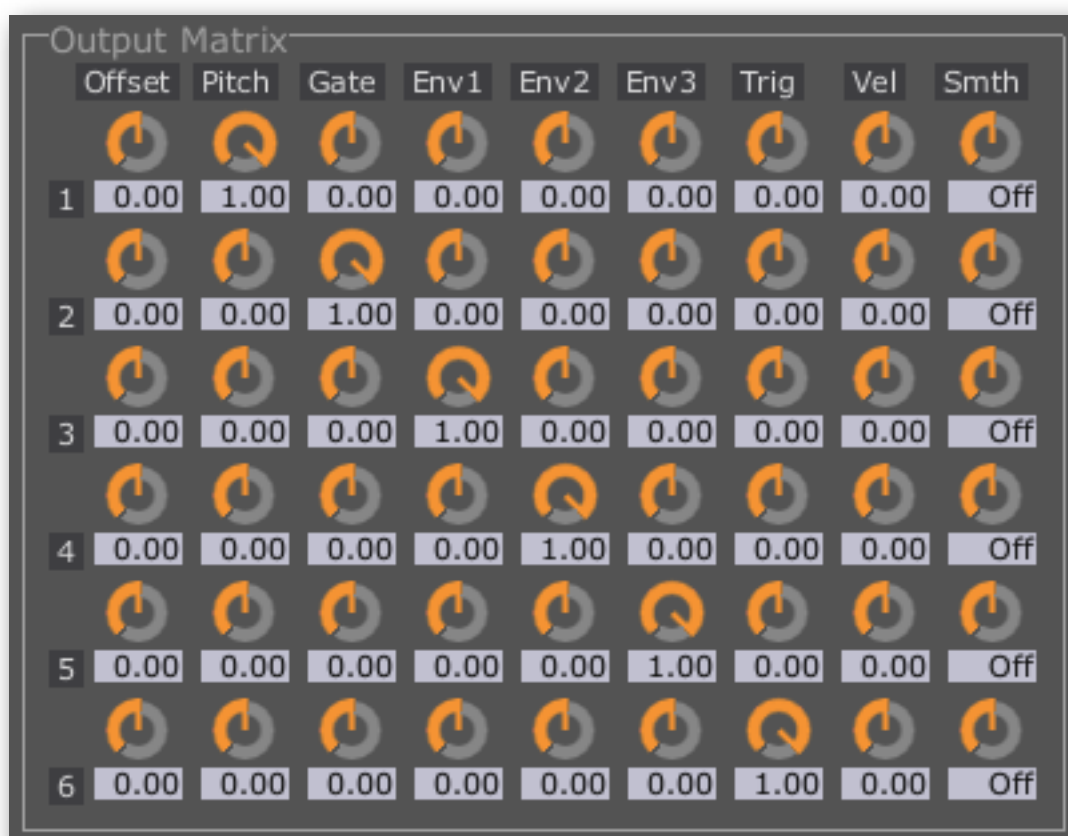 Output Matrix
Offset Pitch Gate Env1 Env2 Env3 Trig Vel Smth
1 0.00 1.00 0.00 0.00 0.00 0.00 0.00 0.00 Off
2 0.00 0.00 1.00 0.00 0.00 0.00 0.00 0.00 Off
3 0.00 0.00 0.00 1.00 0.00 0.00 0.00 0.00 Off
4 0.00 0.00 0.00 0.00 1.00 0.00 0.00 0.00 Off
5 0.00 0.00 0.00 0.00 0.00 1.00 0.00 0.00 Off
6 0.00 0.00 0.00 0.00 0.00 0.00 1.00 0.00 Off